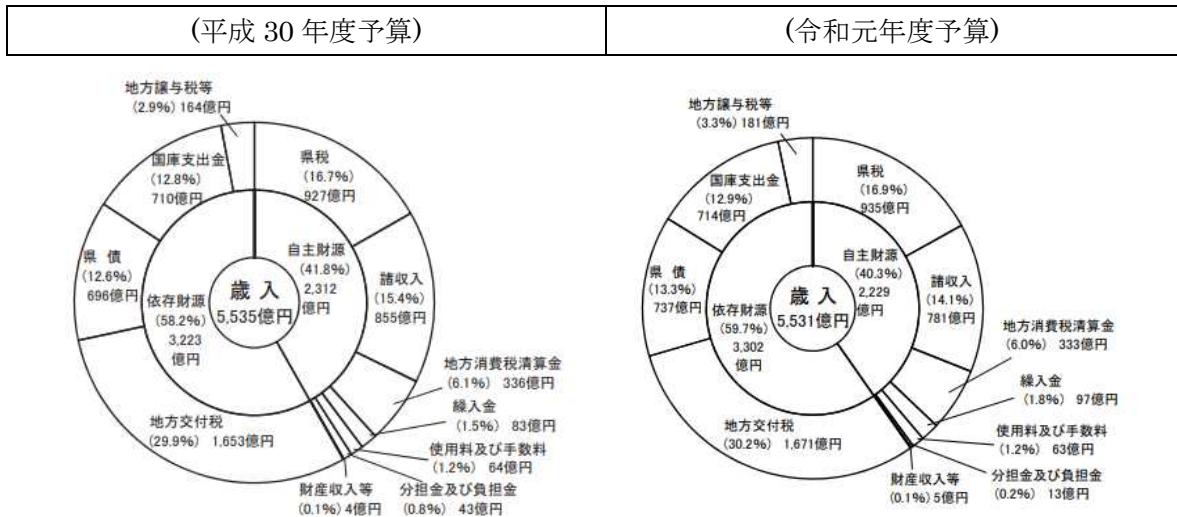 (平成 30 年度予算)
(令和元年度予算)
地方譲与税等
(2.9%) 164億円
国庫支出金
(12.8%)
710億円
県税
(16.7%)
927億円
県 債
(12.6%)
696億円
自主財源
(41.8%)
2,312
億円
諸収入
(15.4%)
855億円
依存財源
(58.2%)
3,223
億円
歳 入
5,535億円
地方消費税清算金
(6.1%) 336億円
繰入金
(1.5%) 83億円
地方交付税
(29.9%) 1,653億円
使用料及び手数料
(1.2%) 64億円
財産収入等
(0.1%) 4億円
分担金及び負担金
(0.8%) 43億円
地方譲与税等
(3.3%) 181億円
国庫支出金
(12.9%)
714億円
県税
(16.9%)
935億円
県 債
(13.3%)
737億円
自主財源
(40.3%)
2,229
億円
諸収入
(14.1%)
781億円
依存財源
(59.7%)
3,302
億円
歳 入
5,531億円
地方消費税清算金
(6.0%) 333億円
繰入金
(1.8%) 97億円
地方交付税
(30.2%) 1,671億円
使用料及び手数料
(1.2%) 63億円
財産収入等
(0.1%) 5億円
分担金及び負担金
(0.2%) 13億円